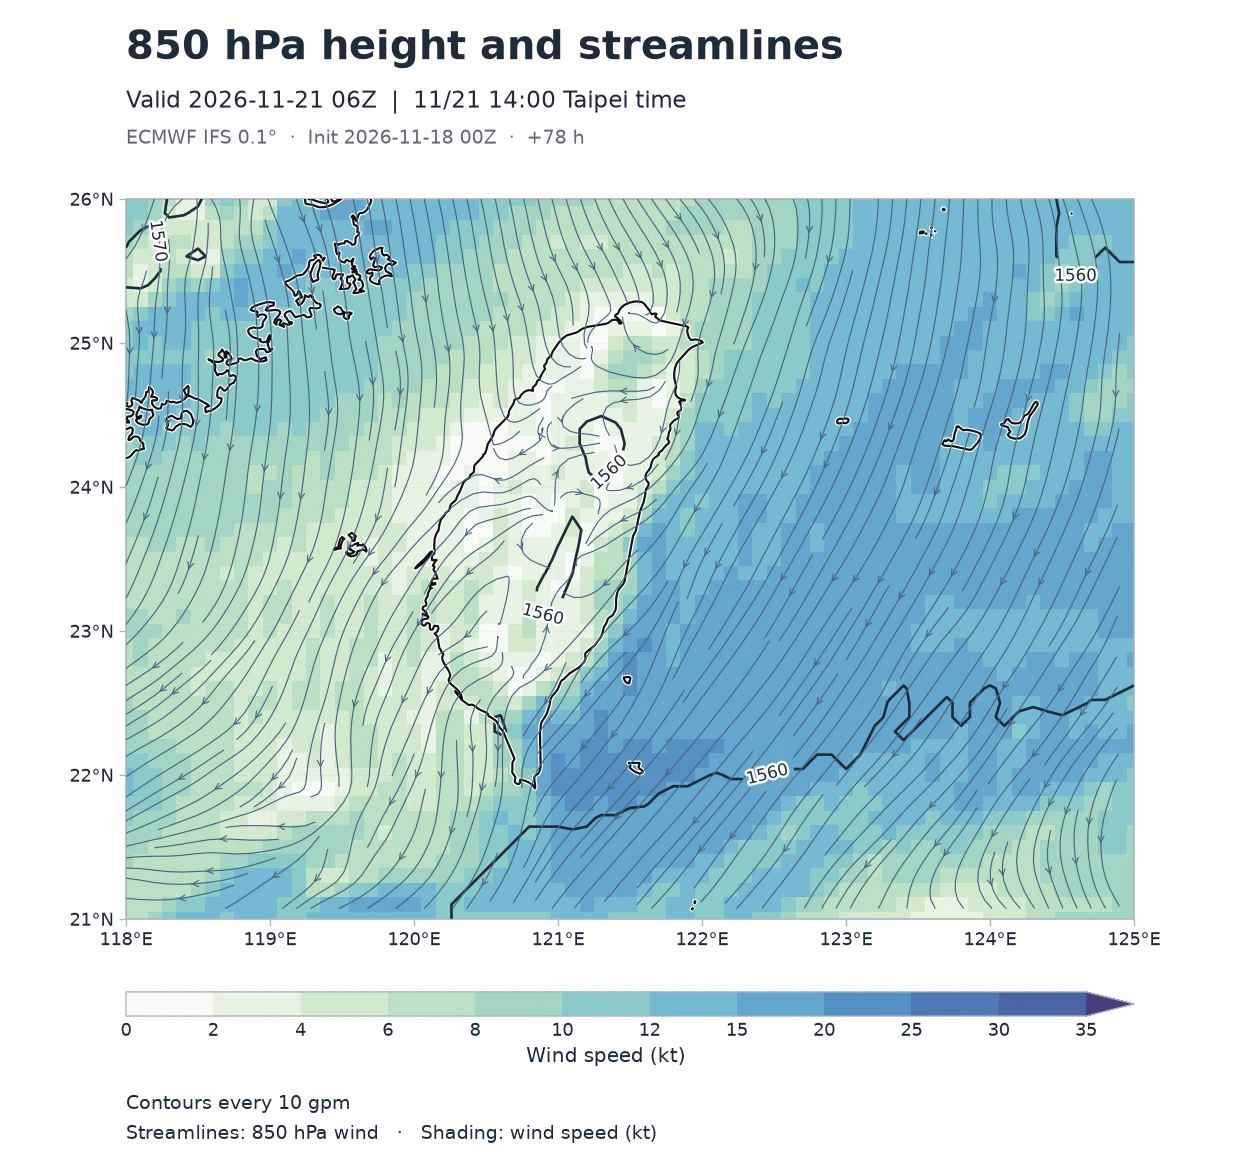 850 hPa height and streamlines
Valid 2026-11-21 06Z | 11/21 14:00 Taipei time
ECMWF IFS 0.1° · Init 2026-11-18 00Z · +78 h
26°N
1570
1560
25°N
1560
24°N
1560
23°N
1560
22°N
21°N
118°E 119°E 120°E 121°E 122°E 123°E 124°E 125°E
0 2 4 6 8 10 12 15 20 25 30 35
Wind speed (kt)
Contours every 10 gpm
Streamlines: 850 hPa wind · Shading: wind speed (kt)